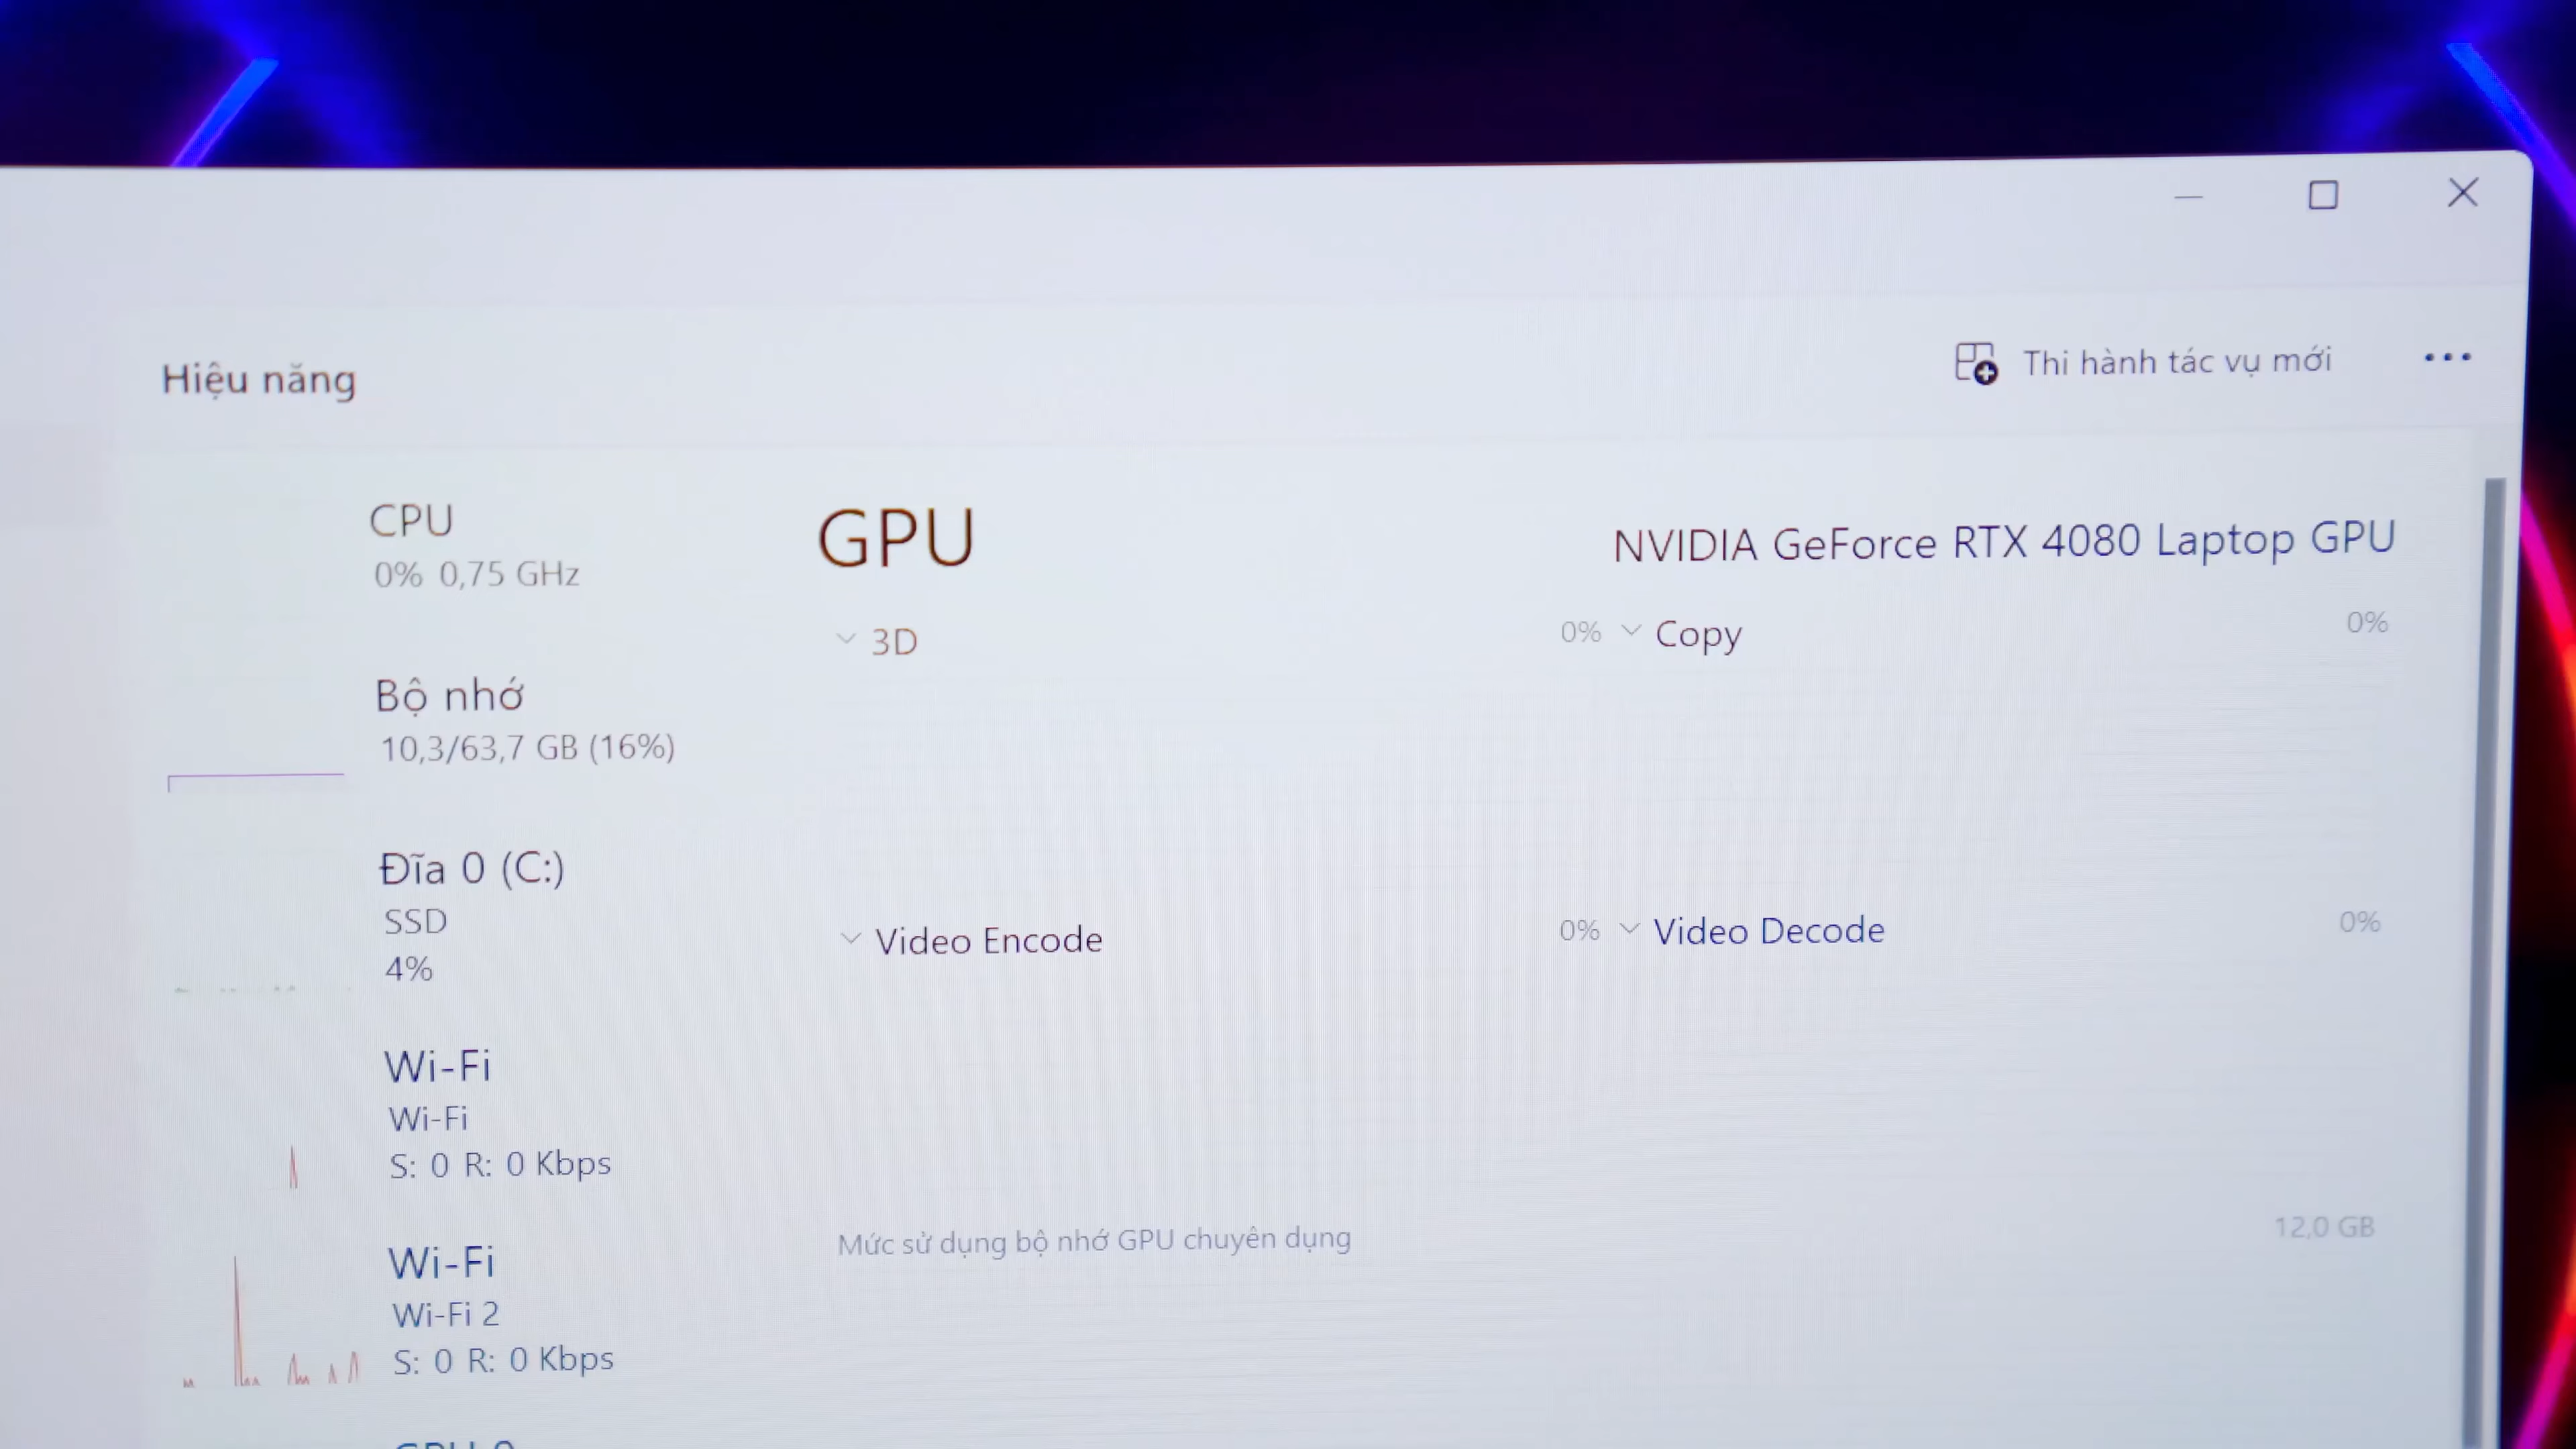 Hiệu năng
Thi hành tác vụ mới
CPU
0% 0,75 GHz
Bộ nhớ
10,3/63,7 GB (16%)
Đĩa 0 (C:)
SSD
4%
Wi-Fi
Wi-Fi
S: 0 R: 0 Kbps
Wi-Fi
Wi-Fi 2
S: 0 R: 0 Kbps
GPU
NVIDIA GeForce RTX 4080 Laptop GPU
3D 0%
Copy 0%
Video Encode 0%
Video Decode 0%
Mức sử dụng bộ nhớ GPU chuyên dụng 12,0 GB